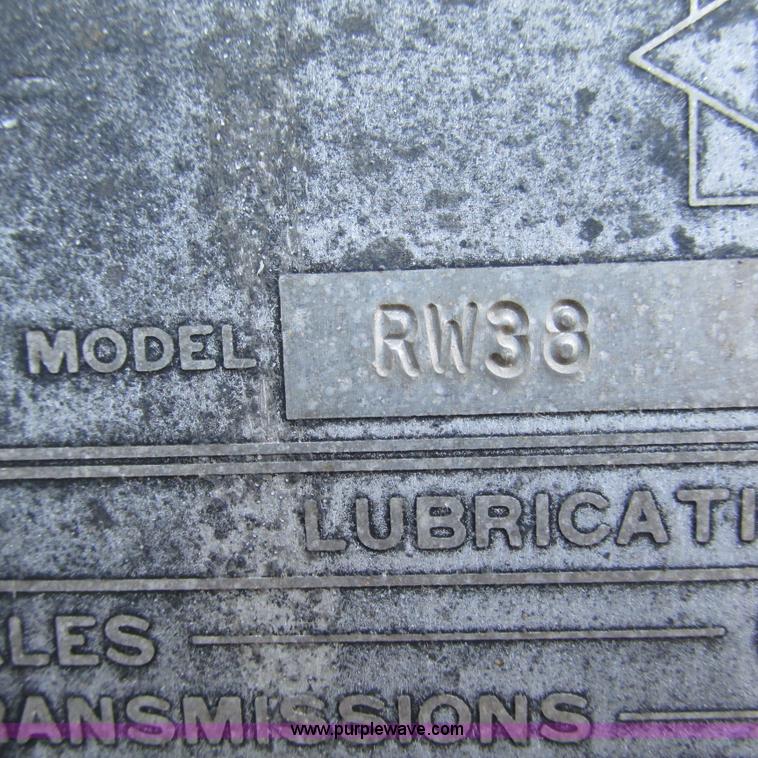 MODEL RW38
LUBRICATI
LES
RANSMISSIONS
www.purplewave.com